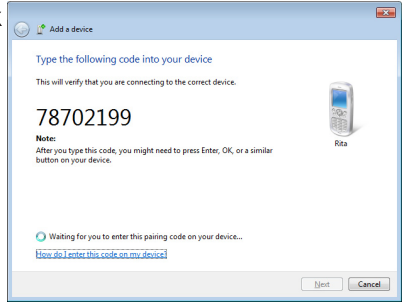 Add a device
Type the following code into your device
This will verify that you are connecting to the correct device.
78702199
Note:
After you type this code, you might need to press Enter, OK, or a similar
button on your device.
Rita
Waiting for you to enter this pairing code on your device...
How do I enter this code on my device?
Next Cancel